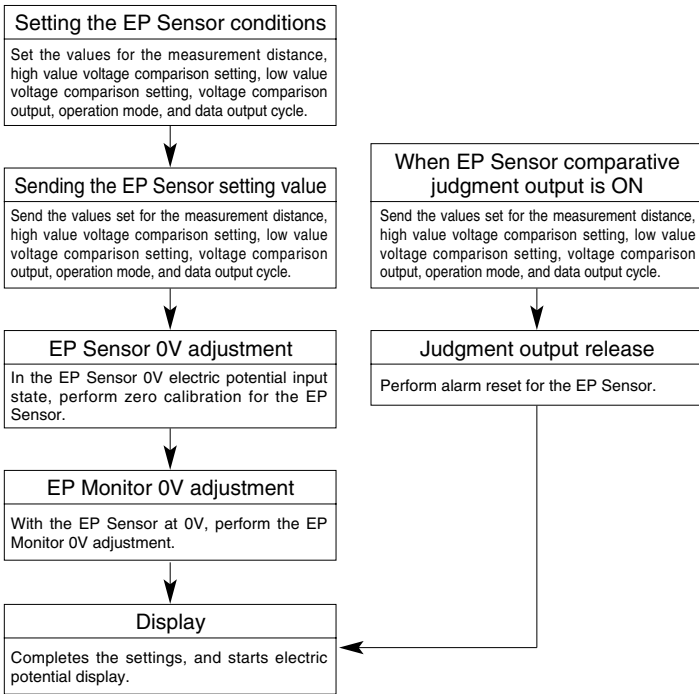 Setting the EP Sensor conditions
Set the values for the measurement distance,
high value voltage comparison setting, low value
voltage comparison setting, voltage comparison
output, operation mode, and data output cycle.
Sending the EP Sensor setting value
Send the values set for the measurement distance,
high value voltage comparison setting, low value
voltage comparison setting, voltage comparison
output, operation mode, and data output cycle.
EP Sensor 0V adjustment
In the EP Sensor 0V electric potential input
state, perform zero calibration for the EP
Sensor.
EP Monitor 0V adjustment
With the EP Sensor at 0V, perform the EP
Monitor 0V adjustment.
Display
Completes the settings, and starts electric
potential display.
When EP Sensor comparative
judgment output is ON
Send the values set for the measurement distance,
high value voltage comparison setting, low value
voltage comparison setting, voltage comparison
output, operation mode, and data output cycle.
Judgment output release
Perform alarm reset for the EP Sensor.